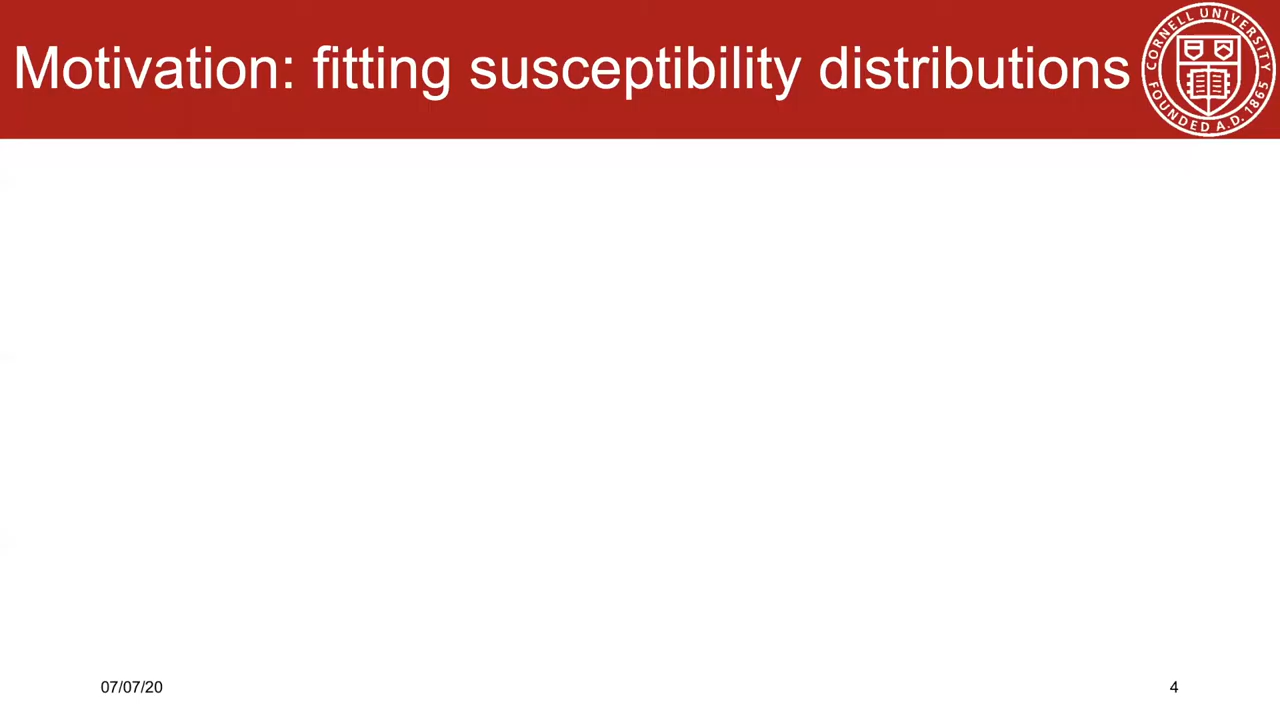 Motivation: fitting susceptibility distributions
CORNELL UNIVERSITY
FOUNDED A.D. 1865
07/07/20
4